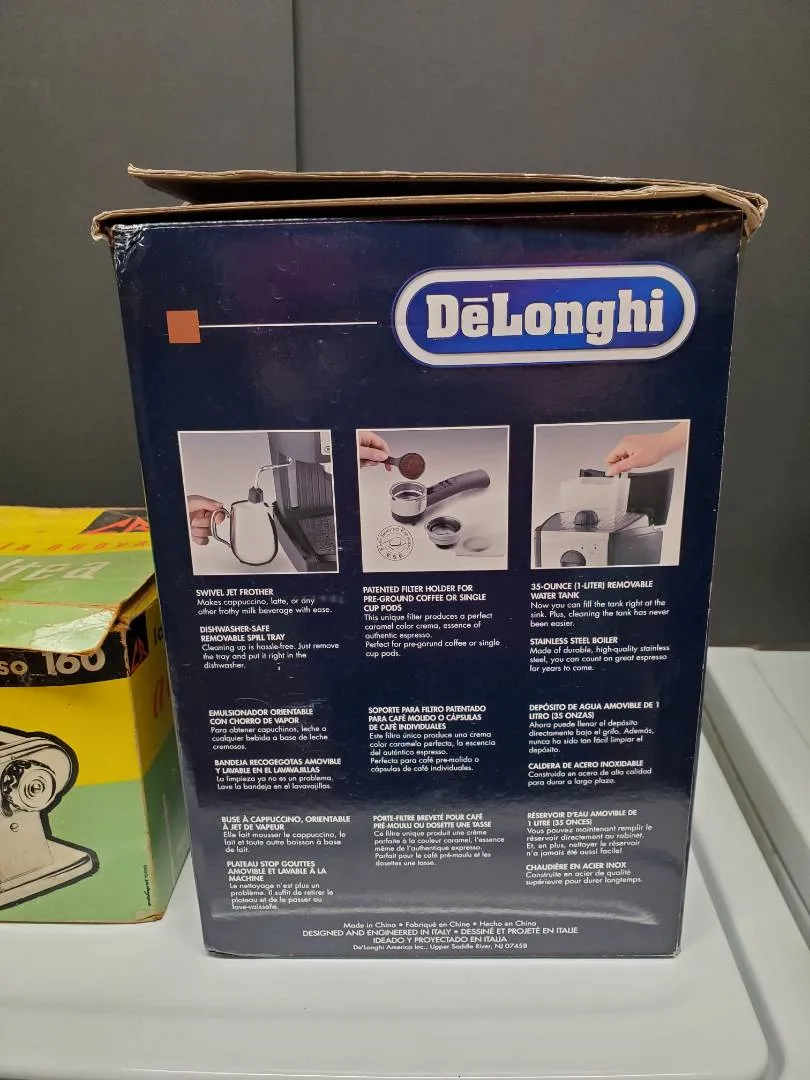 DēLonghi
SWIVEL JET FROTHER
Makes cappuccino, latte, or any
other frothy milk beverage with ease.
DISHWASHER-SAFE
REMOVABLE SPILL TRAY
Cleaning up is hassle-free. Just remove
the tray and put it right in the
dishwasher.
PATENTED FILTER HOLDER FOR
PRE-GROUND COFFEE OR SINGLE
CUP PODS
This unique filter produces a perfect
caramel color crema, essence of
authentic espresso.
Perfect for pre-gorund coffee or single
cup pods.
35-OUNCE (1-LITER) REMOVABLE
WATER TANK
Now you can fill the tank right at the
sink. Plus, cleaning the tank has never
been easier.
STAINLESS STEEL BOILER
Made of durable, high-quality stainless
steel, you can count on great espresso
for years to come.
EMULSIONADOR ORIENTABLE
CON CHORRO DE VAPOR
Para obtener capuchinos, leche o
cualquier bebida a base de leche
cremosos.
BANDEJA RECOGEGOTAS AMOVIBLE
Y LAVABLE EN EL LAVAVAJILLAS
La limpieza ya no es un problema.
Lave la bandeja en el lavavajillas.
SOPORTE PARA FILTRO PATENTADO
PARA CAFÉ MOLIDO O CÁPSULAS
DE CAFÉ INDIVIDUALES
Este filtro único produce una crema
color caramelo perfecta, la escencia
del auténtico espresso.
Perfecta para café pre-molido o
cápsulas de café individuales.
DEPÓSITO DE AGUA AMOVIBLE DE 1
LITRO (35 ONZAS)
Ahora puede llenar el depósito
directamente bajo el grifo. Además,
nunca ha sido tan fácil limpiar el
depósito.
CALDERA DE ACERO INOXIDABLE
Construida en acero de alta calidad
para durar a largo plazo.
BUSE À CAPPUCCINO, ORIENTABLE
À JET DE VAPEUR
Elle fait mousser le cappuccino, le
lait et toute autre boisson à base
de lait.
PLATEAU STOP GOUTTES
AMOVIBLE ET LAVABLE À LA
MACHINE
Le nettoyage n'est plus un
problème. Il suffit de retirer le
plateau et de le passer au
lave-vaisselle.
PORTE-FILTRE BREVETÉ POUR CAFÉ
PRÉ-MOULU OU DOSETTE UNE TASSE
Ce filtre unique produit une crème
parfaite à la couleur caramel, l'essence
même de l'authentique espresso.
Parfait pour le café pré-moulu et les
dosettes une tasse.
RÉSERVOIR D'EAU AMOVIBLE DE
1 LITRE (35 ONCES)
Vous pouvez maintenant remplir le
réservoir directement au robinet.
Et, en plus, nettoyer le réservoir
n'a jamais été aussi facile!
CHAUDIÈRE EN ACIER INOX
Construite en acier de qualité
supérieure pour durer longtemps.
Made in China • Fabriqué en Chine • Hecho en China
DESIGNED AND ENGINEERED IN ITALY • DESSINÉ ET PROJETÉ EN ITALIE
IDEADO Y PROYECTADO EN ITALIA
De'Longhi America Inc., Upper Saddle River, NJ 07458
so 160